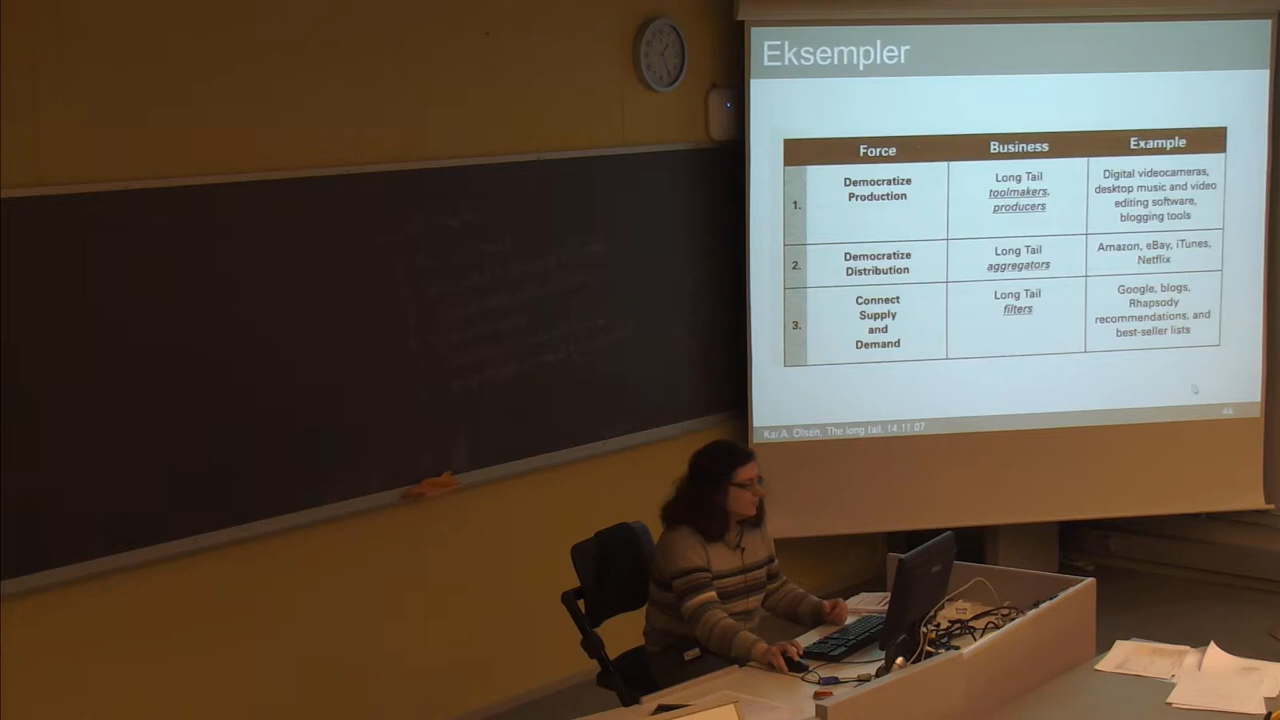 Eksempler
Force Business Example
1. Democratize Production Long Tail toolmakers, producers Digital videocameras, desktop music and video editing software, blogging tools
2. Democratize Distribution Long Tail aggregators Amazon, eBay, iTunes, Netflix
3. Connect Supply and Demand Long Tail filters Google, blogs, Rhapsody recommendations, and best-seller lists
Kai A. Olsen, The long tail, 14.11.07
44